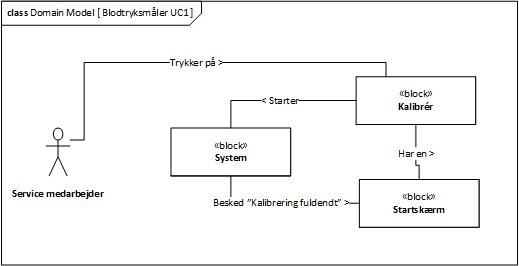 class Domain Model [ Blodtryksmåler UC1 ]
Trykker på >
«block»
Kalibrér
< Starter
«block»
System
Har en >
Service medarbejder
«block»
Startskærm
Besked "Kalibrering fuldendt" >